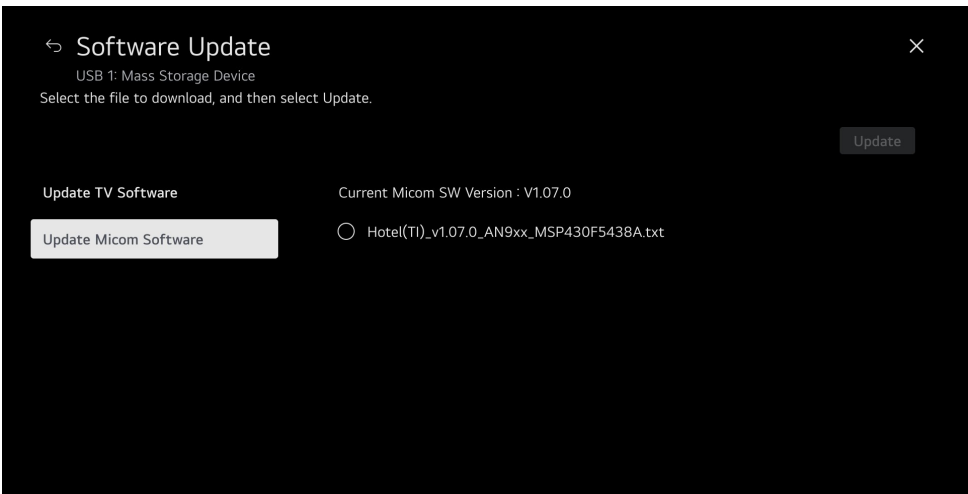 Software Update
USB 1: Mass Storage Device
Select the file to download, and then select Update.
Update
Update TV Software
Current Micom SW Version : V1.07.0
Update Micom Software
Hotel(TI)_v1.07.0_AN9xx_MSP430F5438A.txt